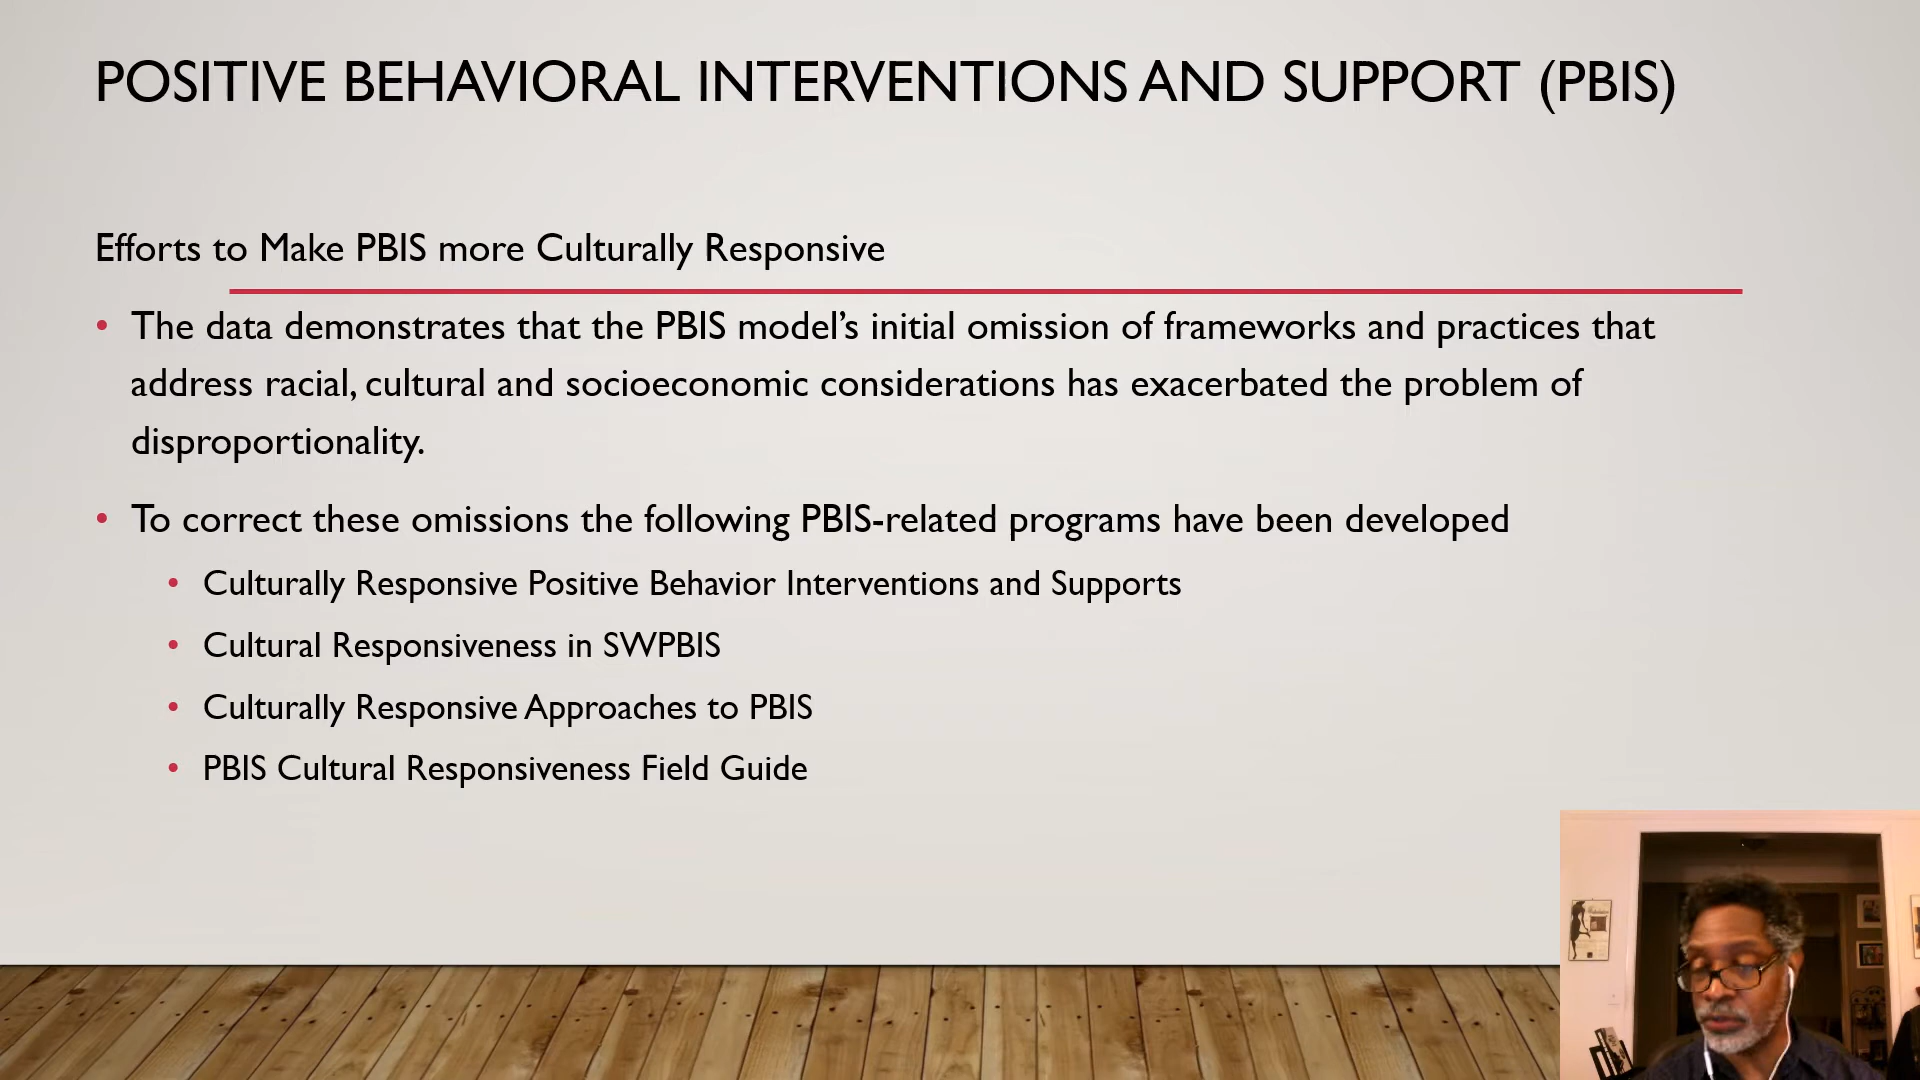 POSITIVE BEHAVIORAL INTERVENTIONS AND SUPPORT (PBIS)
Efforts to Make PBIS more Culturally Responsive
• The data demonstrates that the PBIS model’s initial omission of frameworks and practices that
address racial, cultural and socioeconomic considerations has exacerbated the problem of
disproportionality.
• To correct these omissions the following PBIS-related programs have been developed
• Culturally Responsive Positive Behavior Interventions and Supports
• Cultural Responsiveness in SWPBIS
• Culturally Responsive Approaches to PBIS
• PBIS Cultural Responsiveness Field Guide